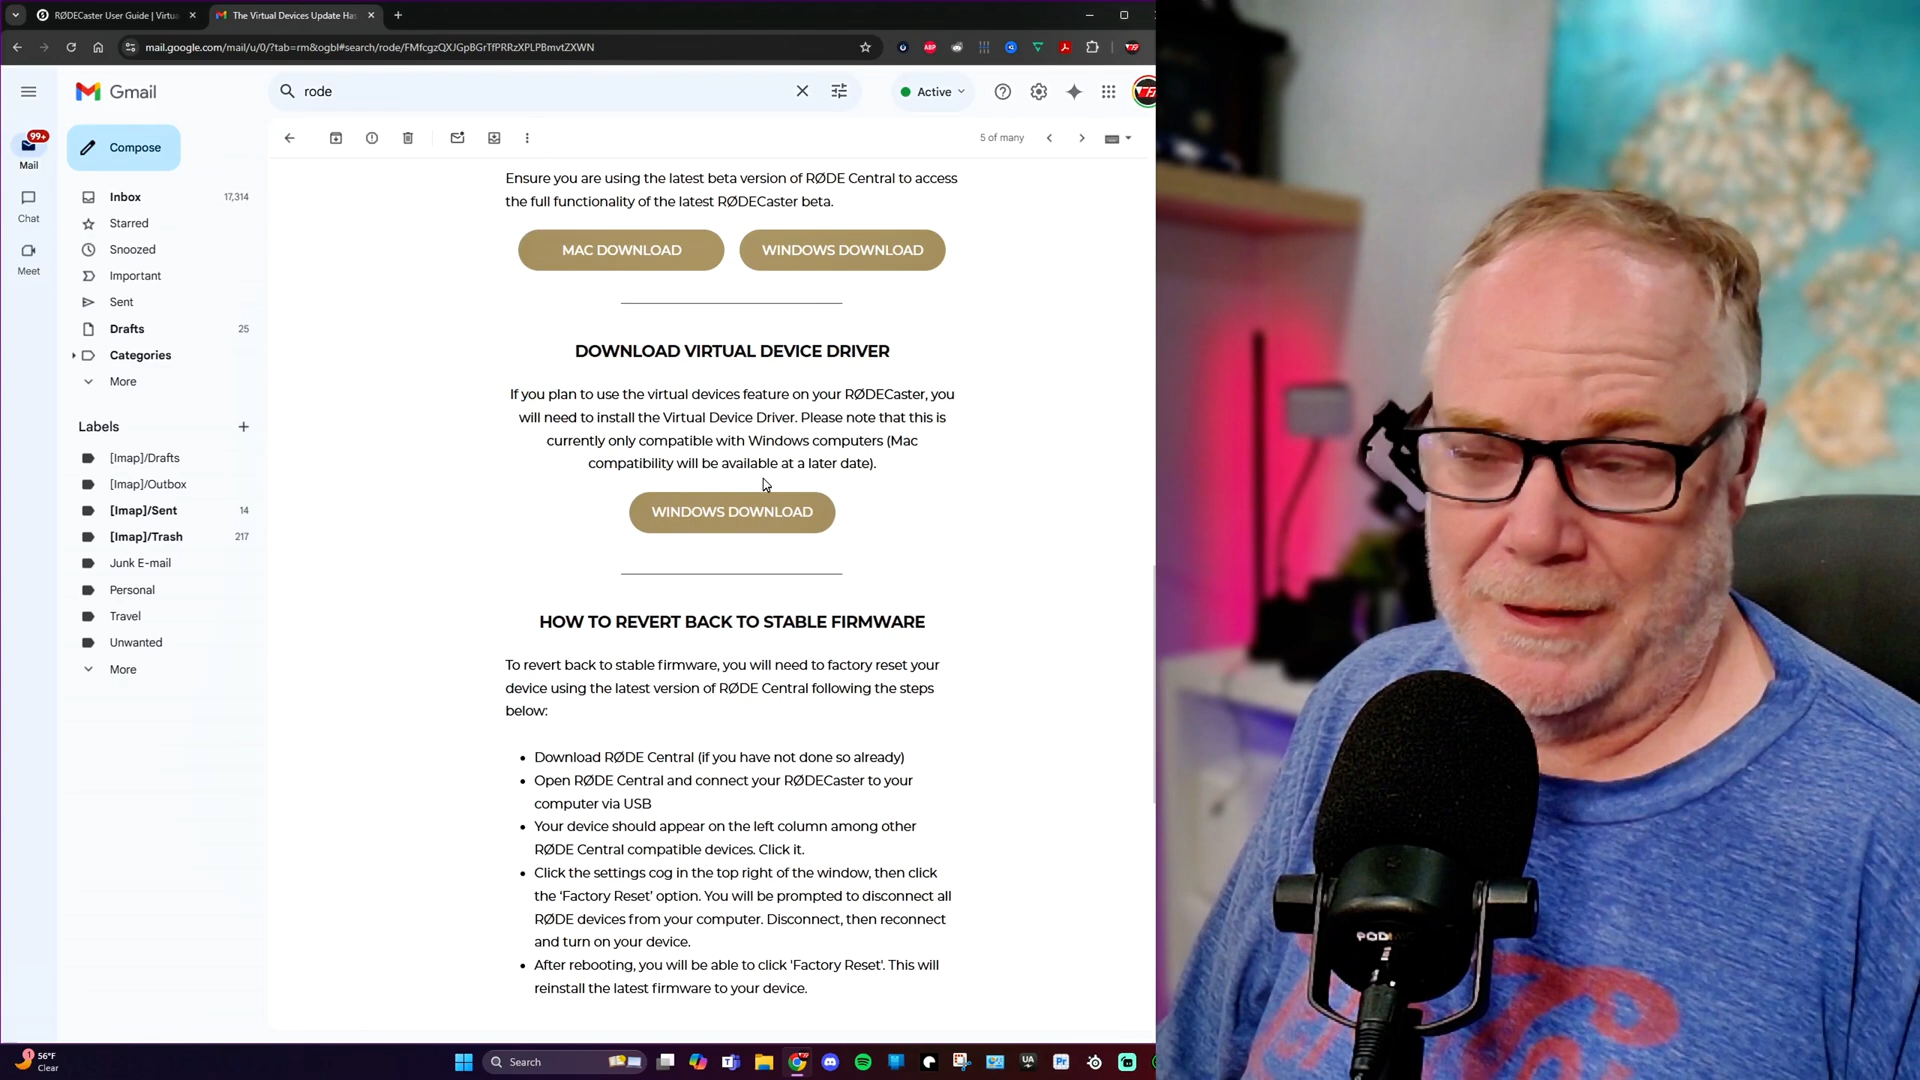 RØDECaster User Guide | Virtua
The Virtual Devices Update Has
mail.google.com/mail/u/0/?tab=rm&ogbl#search/rode/FMfcgzQXJGpBGrTfPRRzXPLPBmvtZXWN
ABP
Gmail
rode
Active
99+
Mail
Chat
Meet
Compose
5 of many
Inbox 17,314
Starred
Snoozed
Important
Sent
Drafts 25
Categories
More
Labels
[Imap]/Drafts
[Imap]/Outbox
[Imap]/Sent 14
[Imap]/Trash 217
Junk E-mail
Personal
Travel
Unwanted
More
Ensure you are using the latest beta version of RØDE Central to access
the full functionality of the latest RØDECaster beta.
MAC DOWNLOAD WINDOWS DOWNLOAD
DOWNLOAD VIRTUAL DEVICE DRIVER
If you plan to use the virtual devices feature on your RØDECaster, you
will need to install the Virtual Device Driver. Please note that this is
currently only compatible with Windows computers (Mac
compatibility will be available at a later date).
WINDOWS DOWNLOAD
HOW TO REVERT BACK TO STABLE FIRMWARE
To revert back to stable firmware, you will need to factory reset your
device using the latest version of RØDE Central following the steps
below:
• Download RØDE Central (if you have not done so already)
• Open RØDE Central and connect your RØDECaster to your
computer via USB
• Your device should appear on the left column among other
RØDE Central compatible devices. Click it.
• Click the settings cog in the top right of the window, then click
the ‘Factory Reset’ option. You will be prompted to disconnect all
RØDE devices from your computer. Disconnect, then reconnect
and turn on your device.
• After rebooting, you will be able to click 'Factory Reset'. This will
reinstall the latest firmware to your device.
1
56°F
Clear
Search
UA
Pr